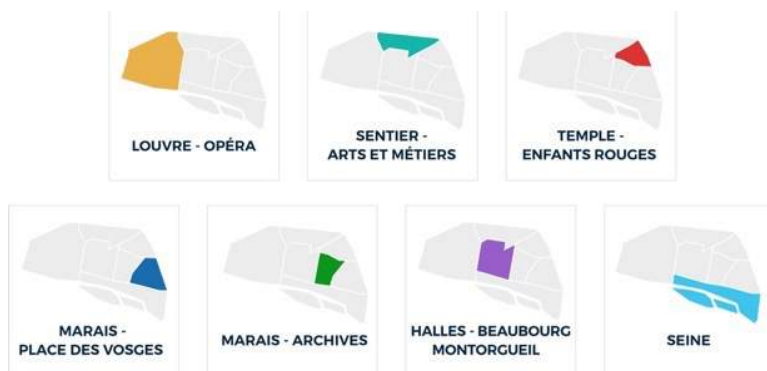 LOUVRE - OPÉRA
SENTIER -
ARTS ET MÉTIERS
TEMPLE -
ENFANTS ROUGES
MARAIS -
PLACE DES VOSGES
MARAIS - ARCHIVES
HALLES - BEAUBOURG
MONTORGUEIL
SEINE